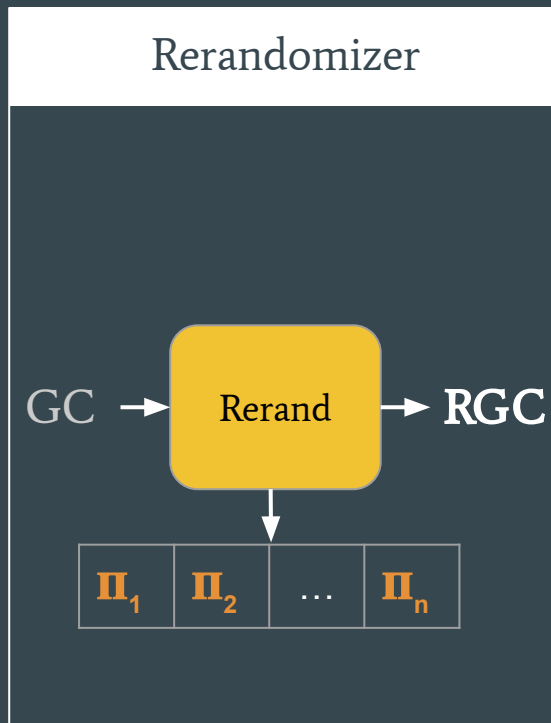 Rerandomizer
GC Rerand RGC
Π₁ Π₂ ... Πₙ